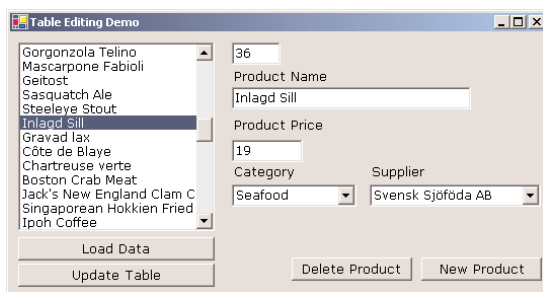 Table Editing Demo
Gorgonzola Telino
Mascarpone Fabioli
Geitost
Sasquatch Ale
Steeleye Stout
Inlagd Sill
Gravad lax
Côte de Blaye
Chartreuse verte
Boston Crab Meat
Jack's New England Clam C
Singaporean Hokkien Fried
Ipoh Coffee
Load Data
Update Table
36
Product Name
Inlagd Sill
Product Price
19
Category Supplier
Seafood Svensk Sjöföda AB
Delete Product New Product